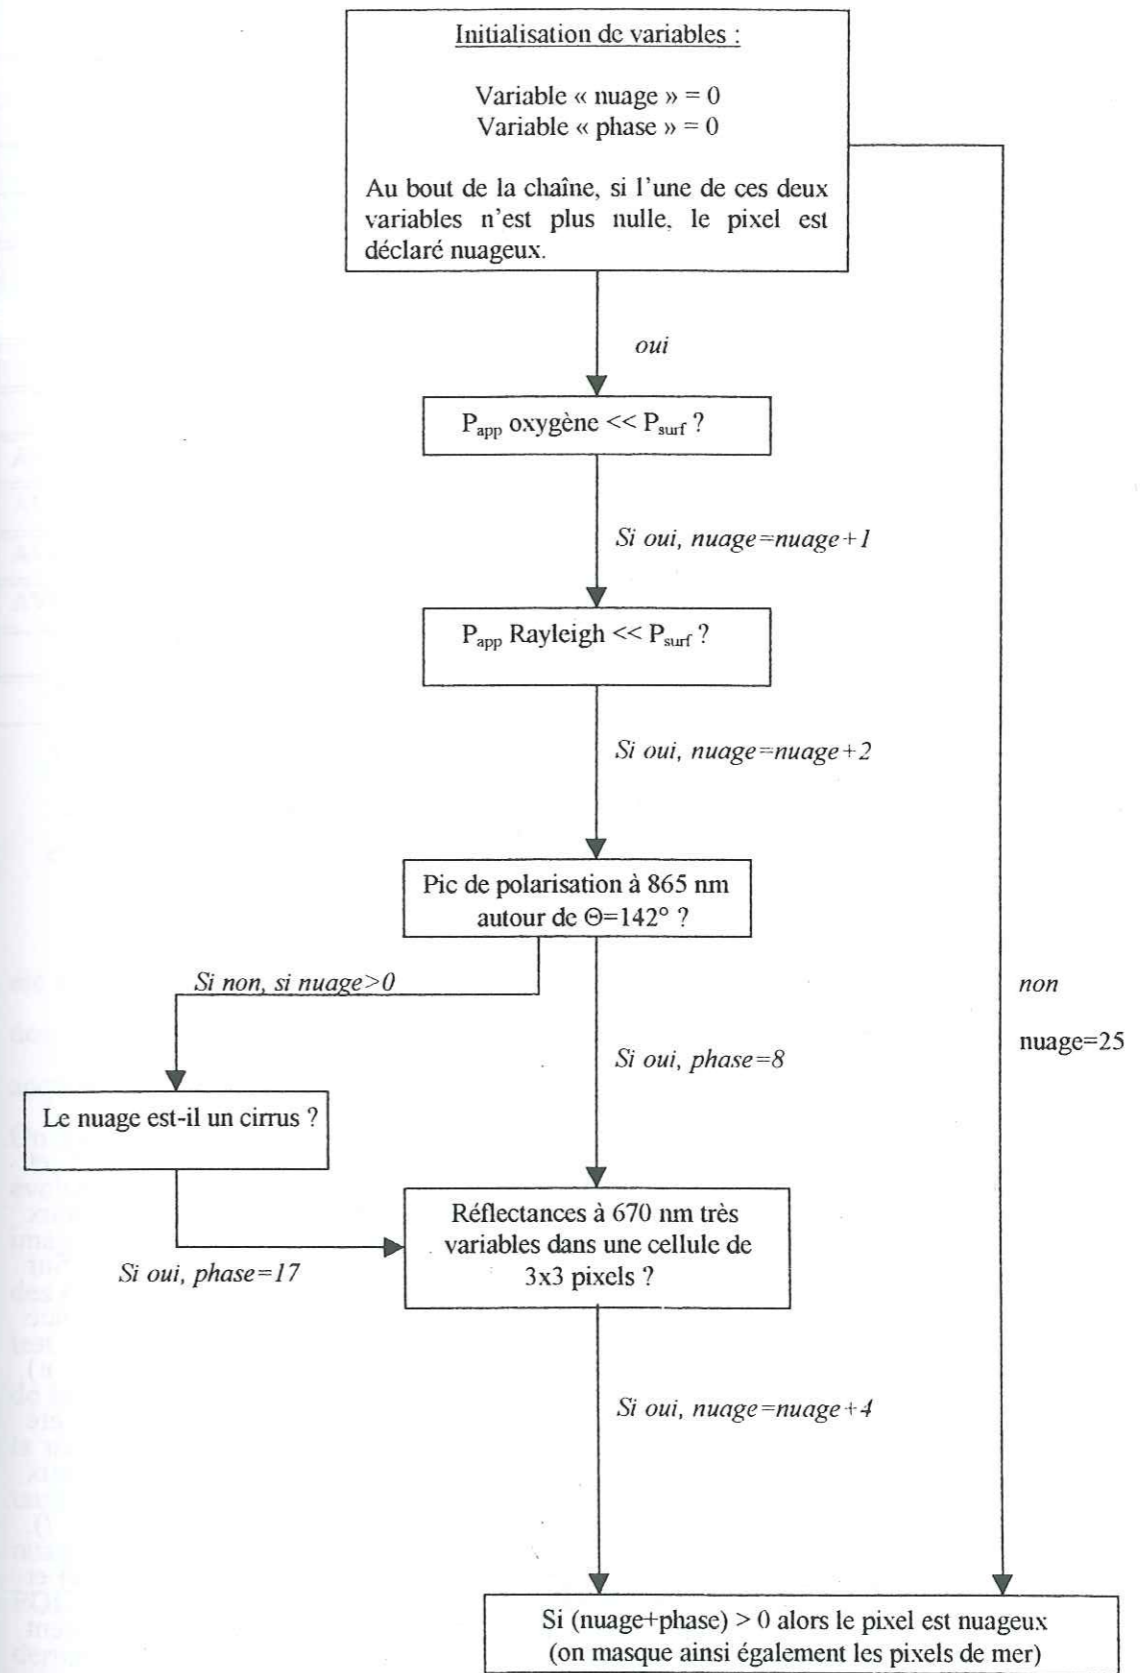 Initialisation de variables :
Variable « nuage » = 0
Variable « phase » = 0
Au bout de la chaîne, si l'une de ces deux
variables n'est plus nulle, le pixel est
déclaré nuageux.
oui
Papp oxygène << Psurf ?
Si oui, nuage=nuage+1
Papp Rayleigh << Psurf ?
Si oui, nuage=nuage+2
Pic de polarisation à 865 nm
autour de Θ=142° ?
Si non, si nuage>0
non
nuage=25
Si oui, phase=8
Le nuage est-il un cirrus ?
Réflectances à 670 nm très
variables dans une cellule de
3x3 pixels ?
Si oui, phase=17
Si oui, nuage=nuage+4
Si (nuage+phase) > 0 alors le pixel est nuageux
(on masque ainsi également les pixels de mer)